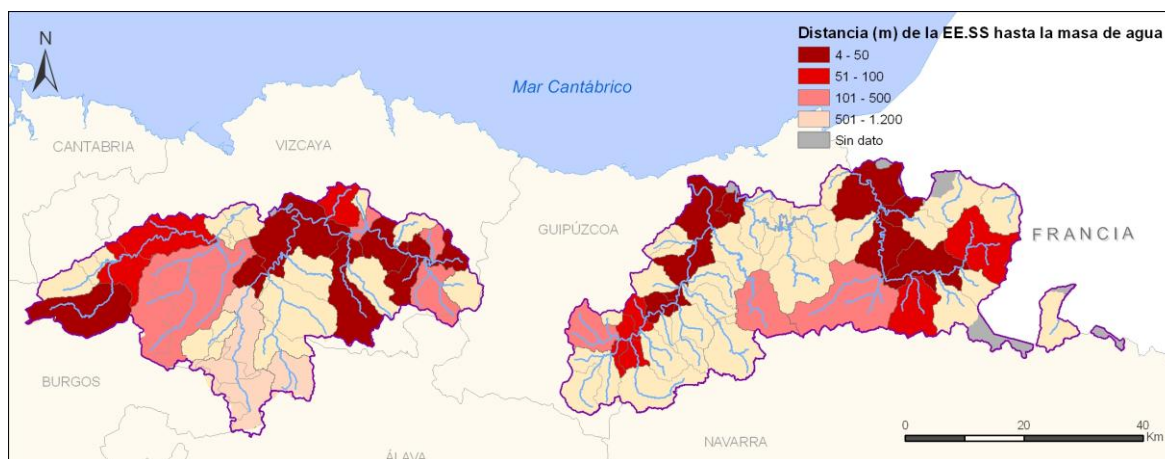 N
Distancia (m) de la EE.SS hasta la masa de agua
4 - 50
51 - 100
101 - 500
501 - 1.200
Sin dato
Mar Cantábrico
CANTABRIA
VIZCAYA
GUIPÚZCOA
FRANCIA
BURGOS
ÁLAVA
NAVARRA
0
20
40
Km